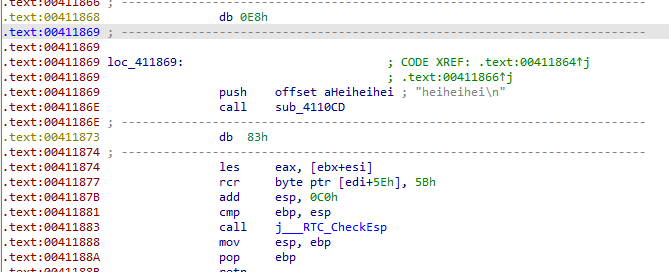 .text:00411866 ; ---------------------------------------------------------------------------
.text:00411868                 db 0E8h
.text:00411869 ; ---------------------------------------------------------------------------
.text:00411869
.text:00411869 loc_411869:                             ; CODE XREF: .text:00411864↑j
.text:00411869                                         ; .text:00411866↑j
.text:00411869                 push    offset aHeiheihei ; "heiheihei\n"
.text:0041186E                 call    sub_4110CD
.text:0041186E ; ---------------------------------------------------------------------------
.text:00411873                 db  83h
.text:00411874 ; ---------------------------------------------------------------------------
.text:00411874                 les     eax, [ebx+esi]
.text:00411877                 rcr     byte ptr [edi+5Eh], 5Bh
.text:0041187B                 add     esp, 0C0h
.text:00411881                 cmp     ebp, esp
.text:00411883                 call    j___RTC_CheckEsp
.text:00411888                 mov     esp, ebp
.text:0041188A                 pop     ebp
.text:0041188B                 retn